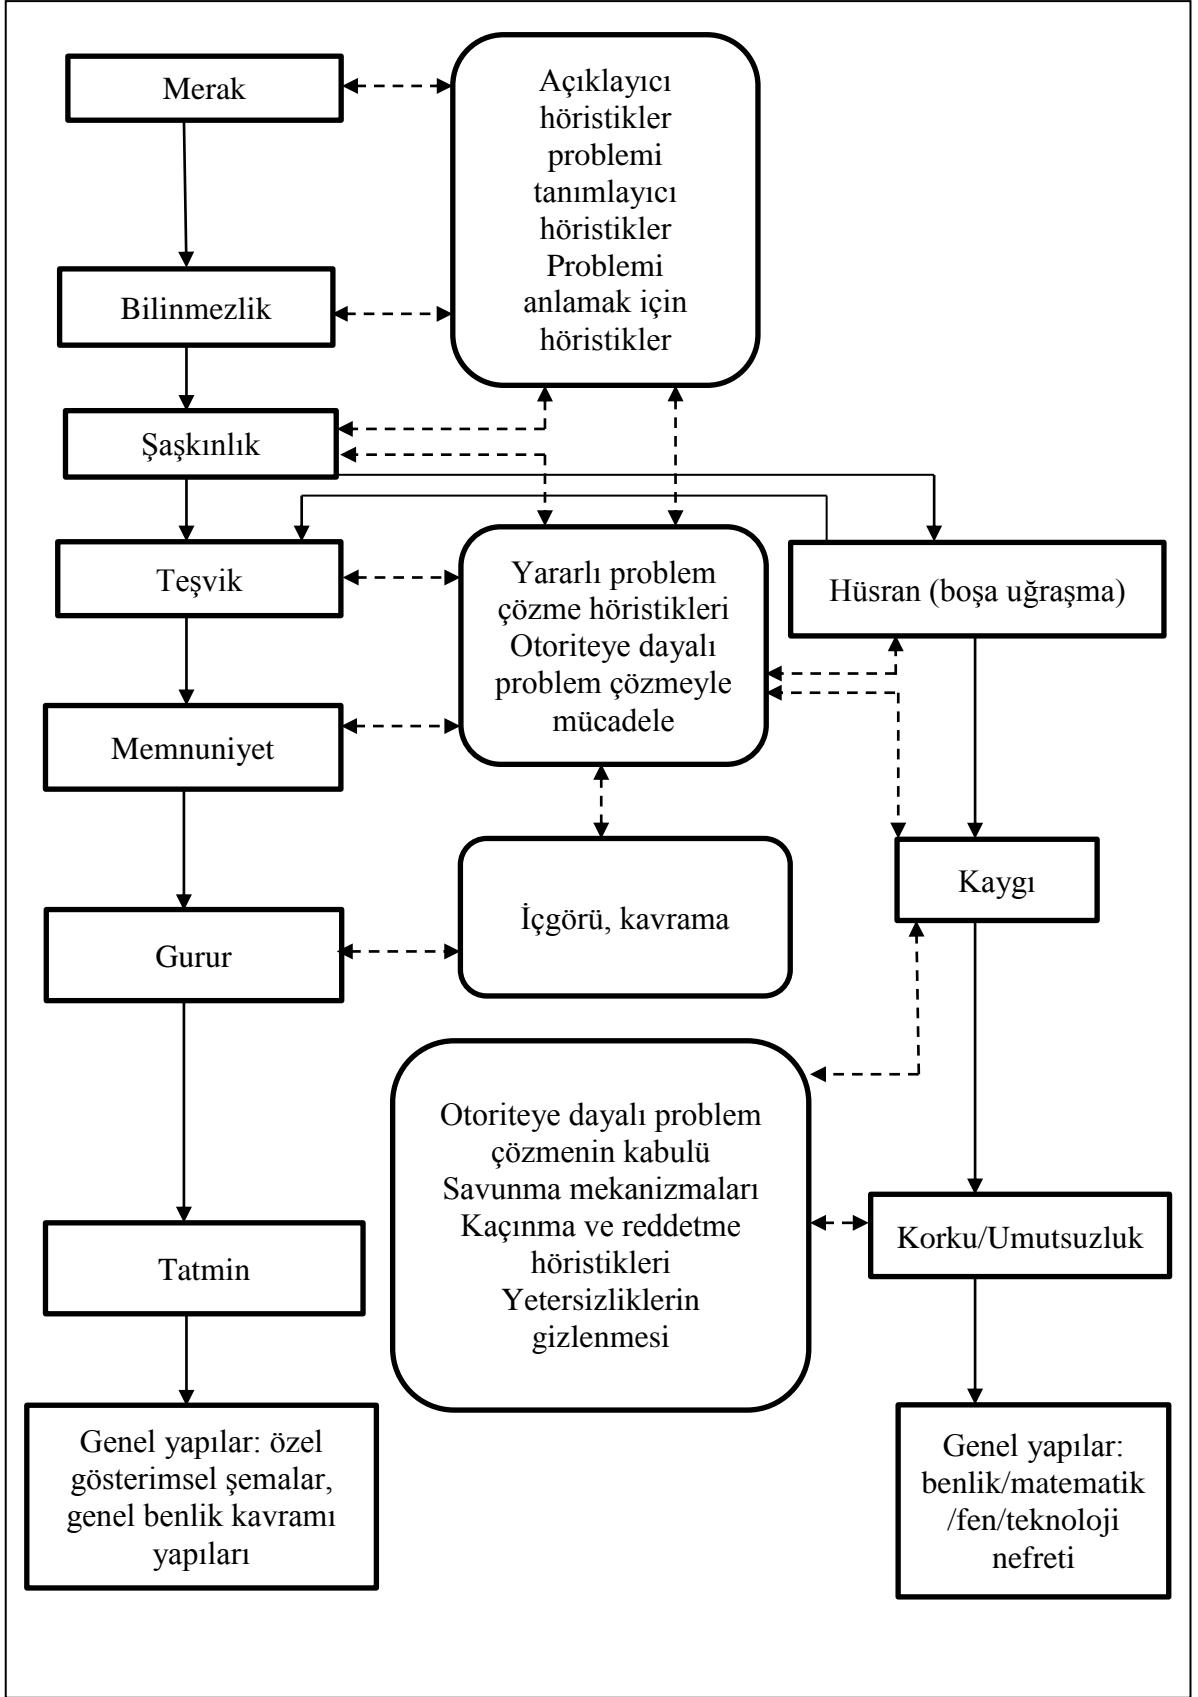 Merak
Açıklayıcı
höristikler
problemi
tanımlayıcı
höristikler
Problemi
anlamak için
höristikler
Bilinmezlik
Şaşkınlık
Teşvik
Yararlı problem
çözme höristikleri
Otoriteye dayalı
problem çözmeyle
mücadele
Hüsran (boşa uğraşma)
Memnuniyet
İçgörü, kavrama
Kaygı
Gurur
Otoriteye dayalı problem
çözmenin kabulü
Savunma mekanizmaları
Kaçınma ve reddetme
höristikleri
Yetersizliklerin
gizlenmesi
Korku/Umutsuzluk
Tatmin
Genel yapılar: özel
gösterimsel şemalar,
genel benlik kavramı
yapıları
Genel yapılar:
benlik/matematik
/fen/teknoloji
nefreti